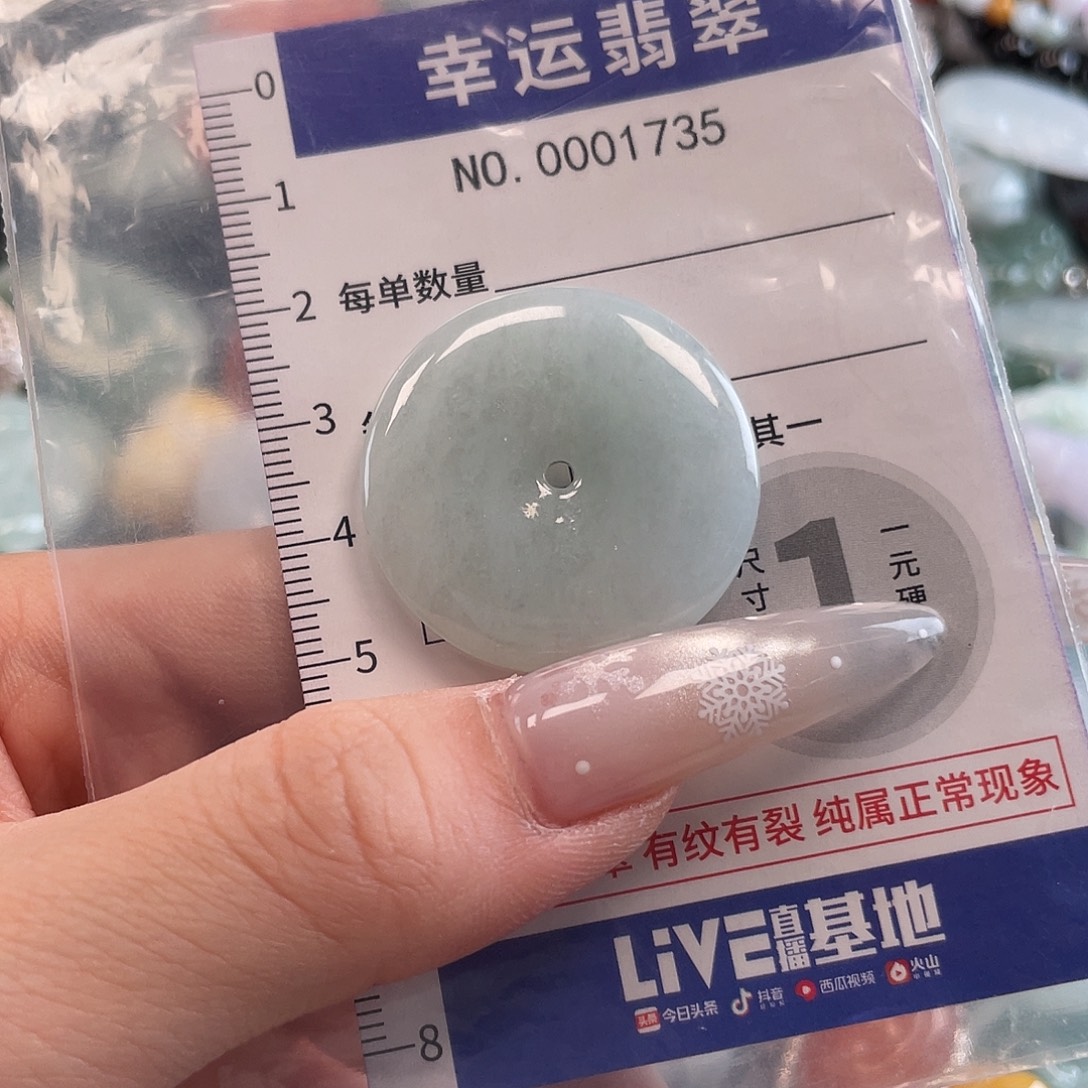 幸运翡翠
NO. 0001735
0
1
2
3
4
5
8
每单数量
其一
尺寸
1
一元硬
有纹有裂 纯属正常现象
LiVE直播基地
头条 今日头条 抖音 西瓜视频 火山